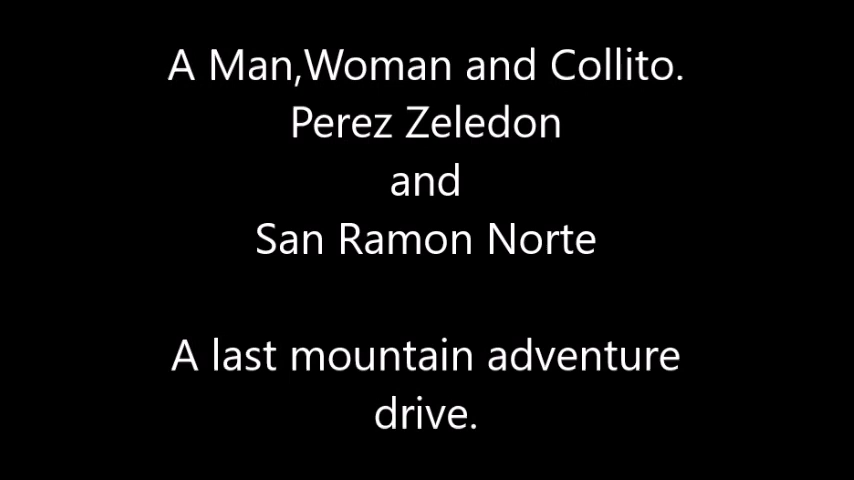 A Man,Woman and Collito.
Perez Zeledon
and
San Ramon Norte
A last mountain adventure
drive.